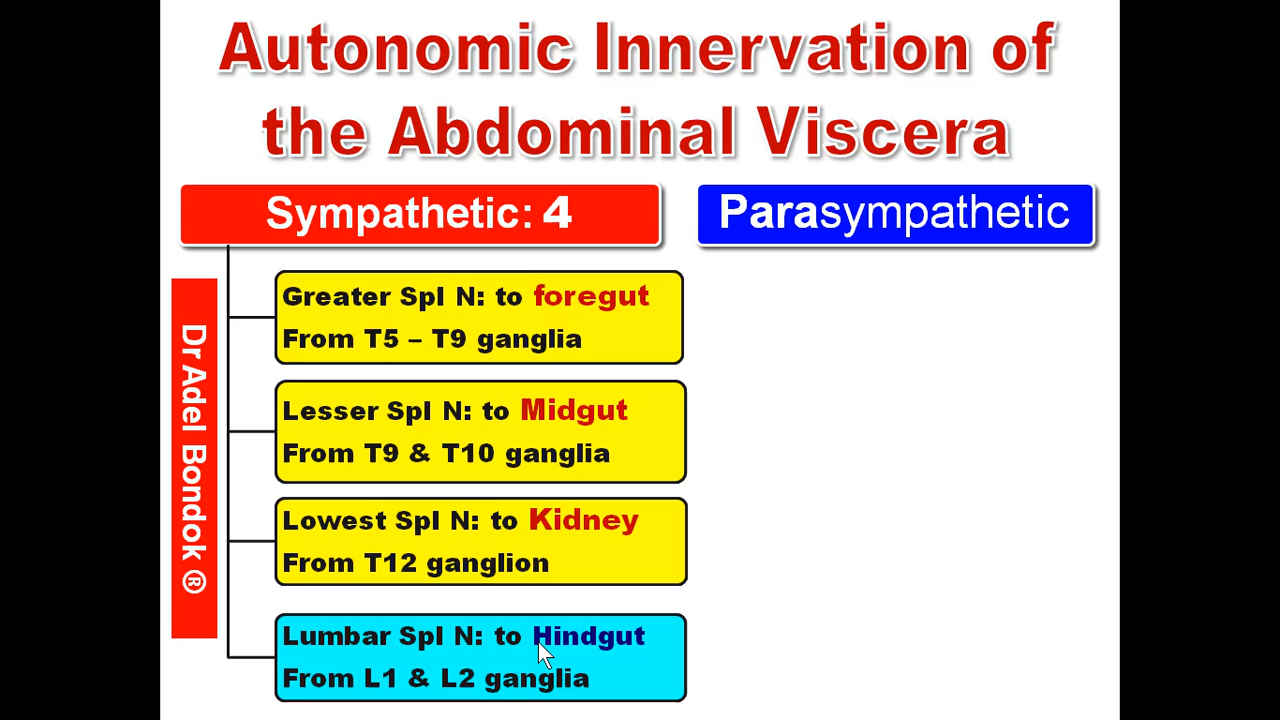 Autonomic Innervation of
the Abdominal Viscera
Sympathetic: 4
Parasympathetic
Dr Adel Bondok ®
Greater Spl N: to foregut
From T5 – T9 ganglia
Lesser Spl N: to Midgut
From T9 & T10 ganglia
Lowest Spl N: to Kidney
From T12 ganglion
Lumbar Spl N: to Hindgut
From L1 & L2 ganglia